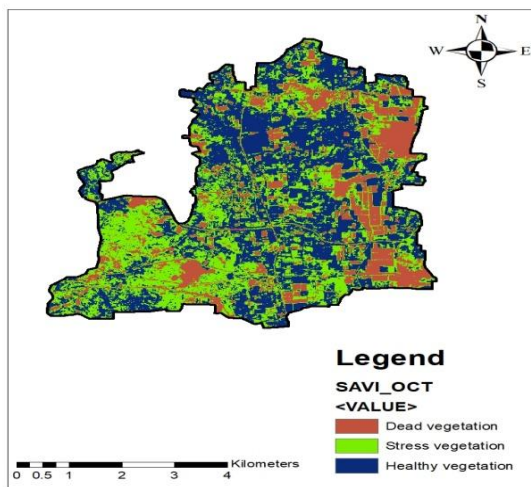 N
W E
S
Legend
SAVI_OCT
<VALUE>
Dead vegetation
Stress vegetation
Healthy vegetation
Kilometers
0 0.5 1 2 3 4